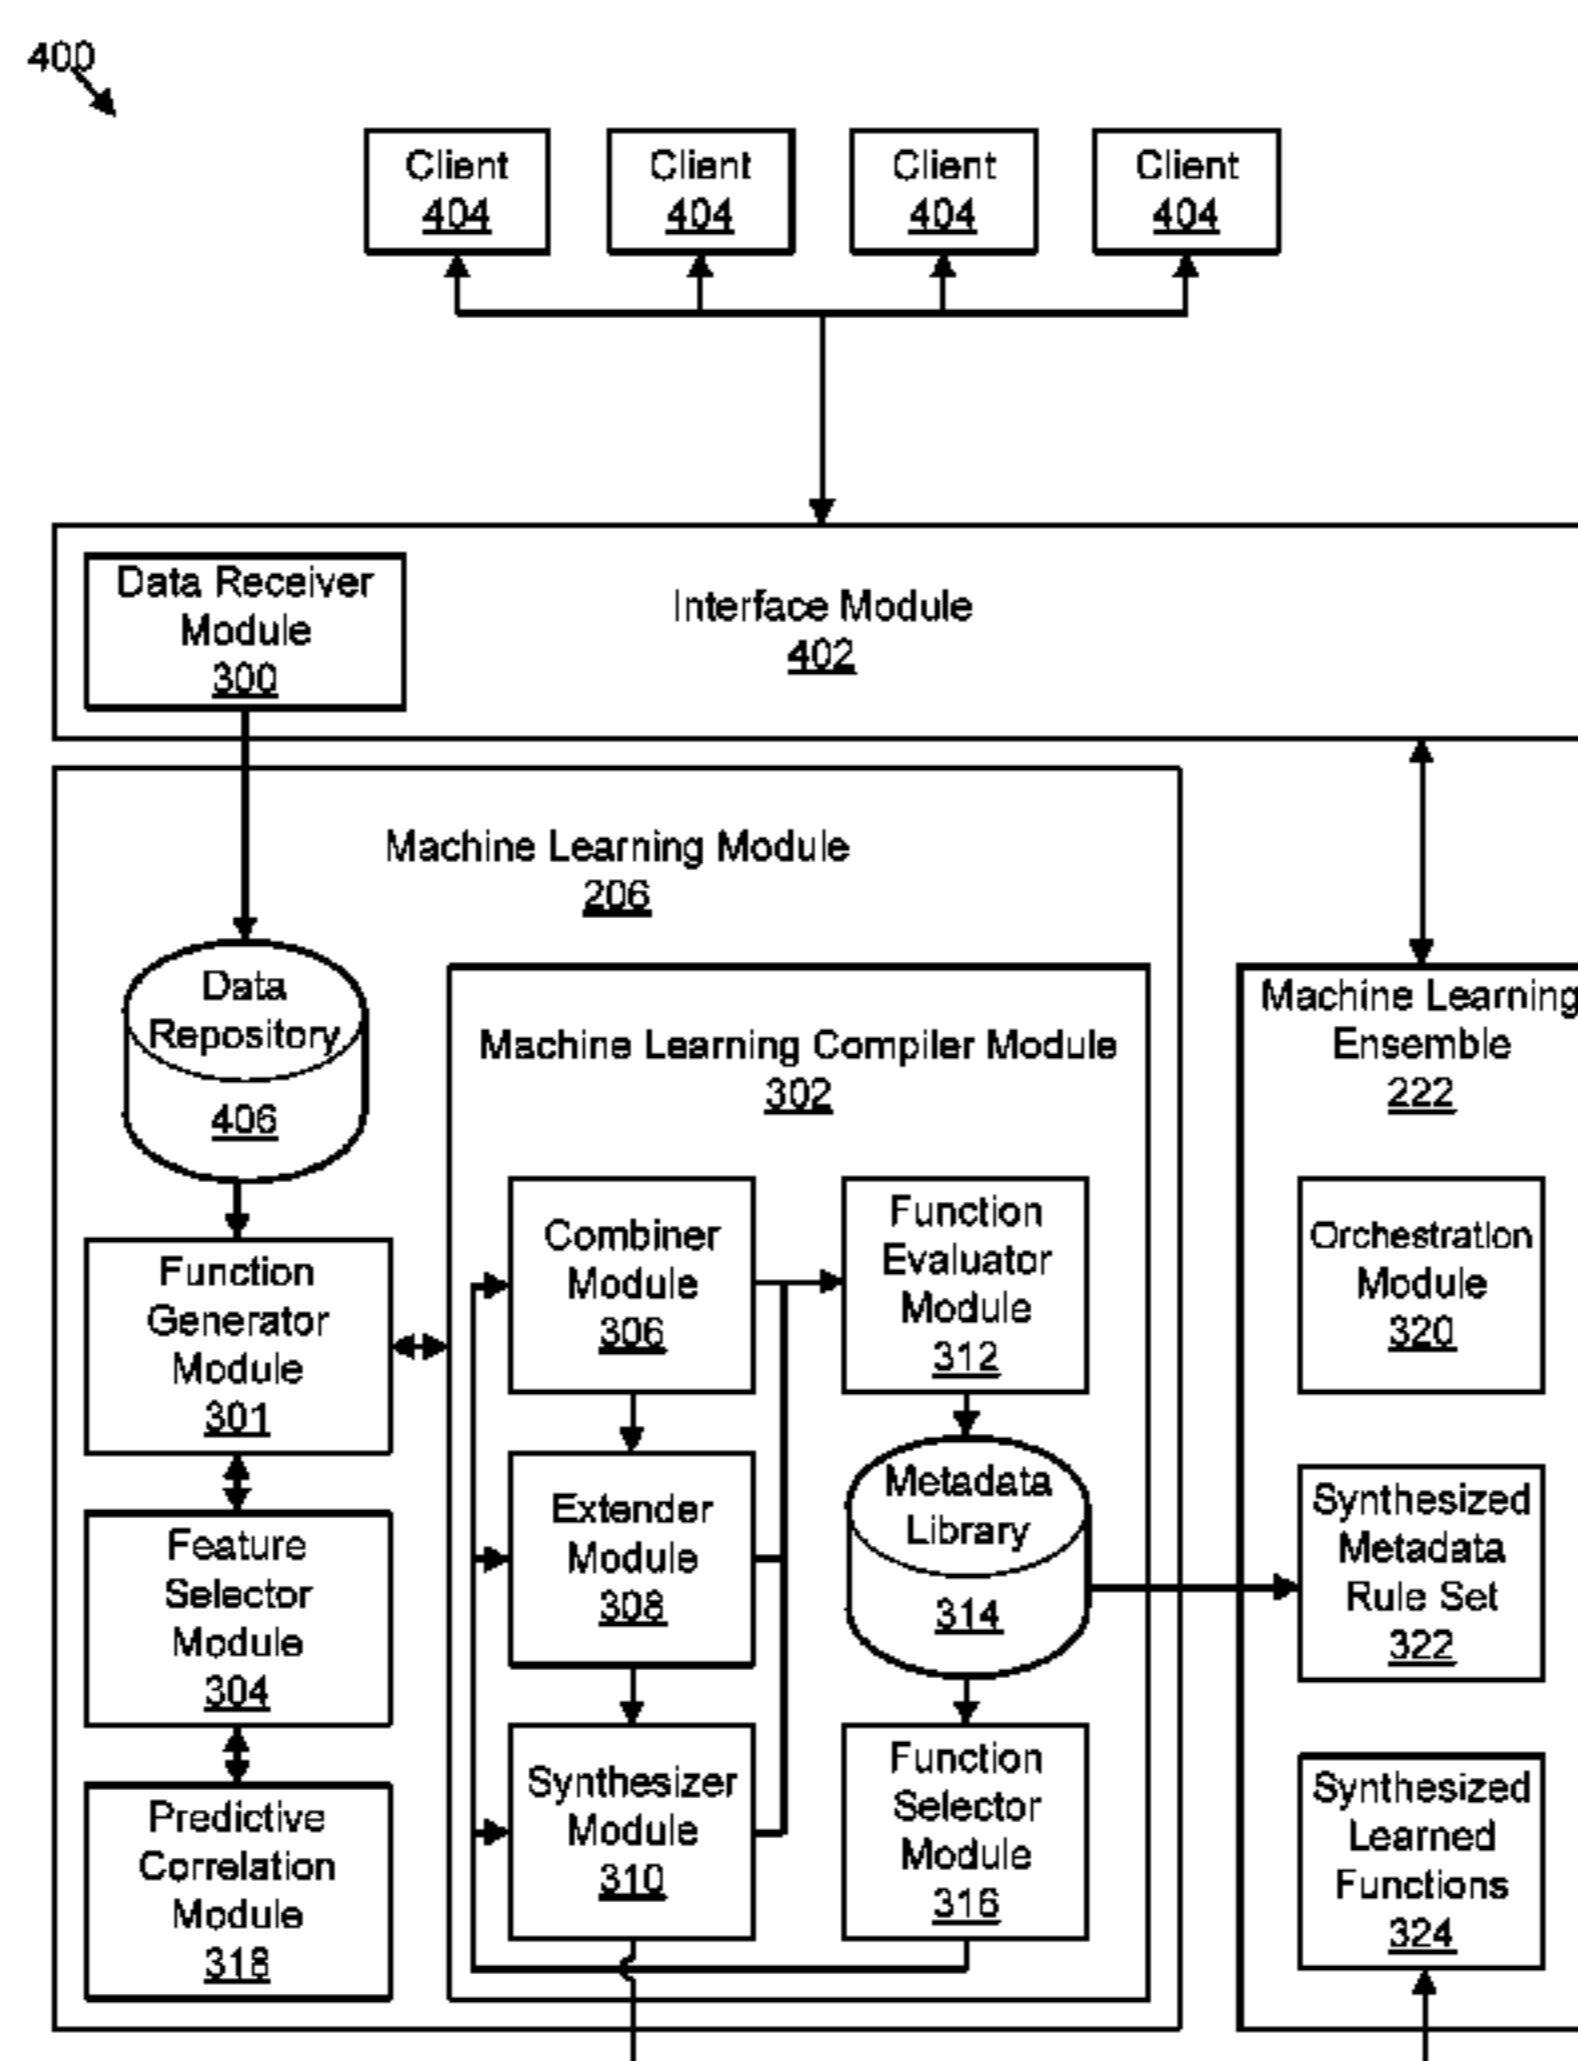 400
Client
404
Client
404
Client
404
Client
404
Data Receiver
Module
300
Interface Module
402
Machine Learning Module
206
Data
Repository
406
Machine Learning Compiler Module
302
Machine Learning
Ensemble
222
Function
Generator
Module
301
Combiner
Module
306
Function
Evaluator
Module
312
Orchestration
Module
320
Feature
Selector
Module
304
Extender
Module
308
Metadata
Library
314
Synthesized
Metadata
Rule Set
322
Predictive
Correlation
Module
318
Synthesizer
Module
310
Function
Selector
Module
316
Synthesized
Learned
Functions
324